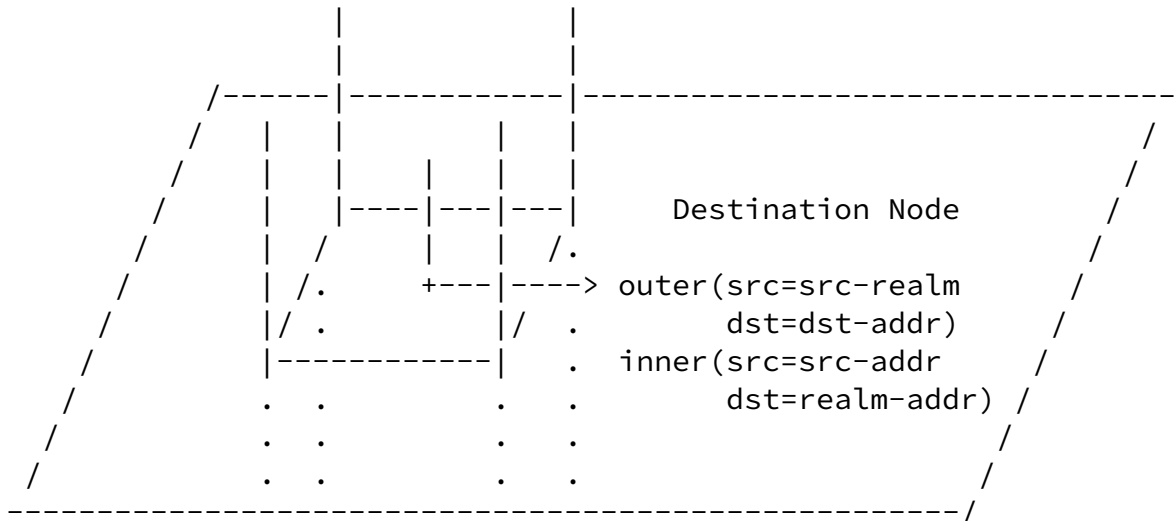 Destination Node
outer(src=src-realm
dst=dst-addr)
inner(src=src-addr
dst=realm-addr)